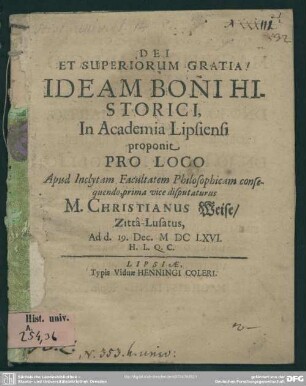 DEI
ET SUPERIORUM GRATIA/
IDEAM BONI HI-
STORICI,
In Academia Lipsiensi
proponit
PRO LOCO
Apud Inclytam Facultatem Philosophicam conse-
quendo, prima vice disputaturus
M. CHRISTIANUS Weise/
Zittâ-Lusatus,
Ad d. 19. Dec. M DC LXVI.
H. L. Q. C.
LIPSIÆ,
Typis Viduæ HENNINGI COLERI.
Hist. univ.
A
254,36